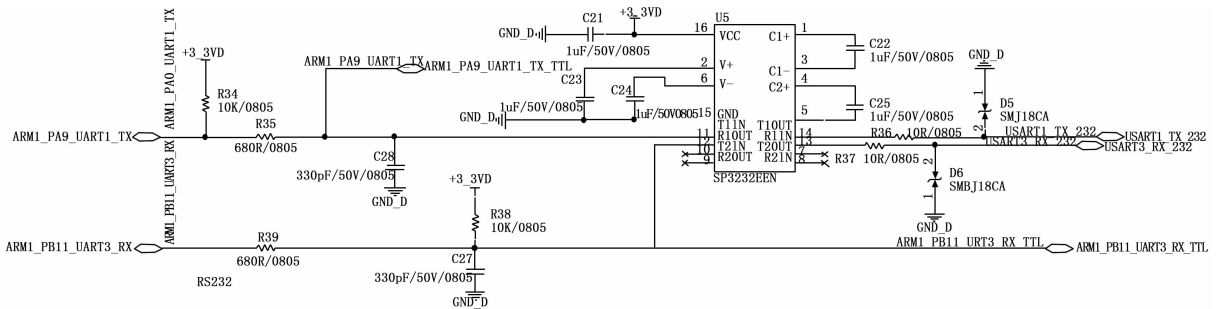 C21
+3_3VD
U5
GND_D
1uF/50V/0805
16
VCC
C1+
1
C22
1uF/50V/0805
+3_3VD
ARM1_PA0_UART1_TX
ARM1_PA9_UART1_TX
ARM1_PA9_UART1_TX_TTL
C23
2
V+
6
V-
C1-
3
C2+
4
GND_D
R34
10K/0805
C24
1uF/50V/0805
1uF/50V0805
15
GND
C25
1uF/50V/0805
5
1
D5
SMJ18CA
2
GND_D
ARM1_PA9_UART1_TX
R35
680R/0805
11
T1IN
T1OUT
14
R36
10R/0805
USART1_TX_232
USART1_TX_232
12
R1OUT
R1IN
13
USART3_RX_232
USART3_RX_232
10
T2IN
T2OUT
7
R37
10R/0805
9
R2OUT
R2IN
8
SP3232EEN
C28
330pF/50V/0805
GND_D
2
D6
SMBJ18CA
1
GND_D
ARM1_PB11_UART3_RX
+3_3VD
R38
10K/0805
ARM1_PB11_UART3_RX
R39
680R/0805
ARM1_PB11_URT3_RX_TTL
ARM1_PB11_UART3_RX_TTL
C27
330pF/50V/0805
GND_D
RS232